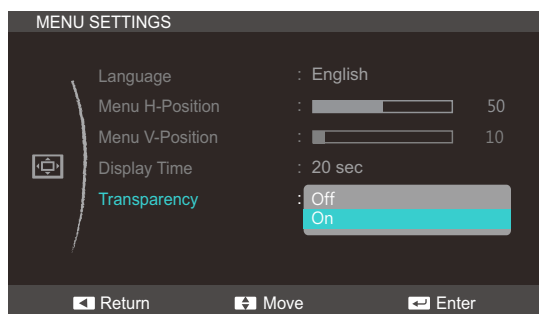 MENU SETTINGS
Language : English
Menu H-Position : 50
Menu V-Position : 10
Display Time : 20 sec
Transparency : Off
On
Return Move Enter